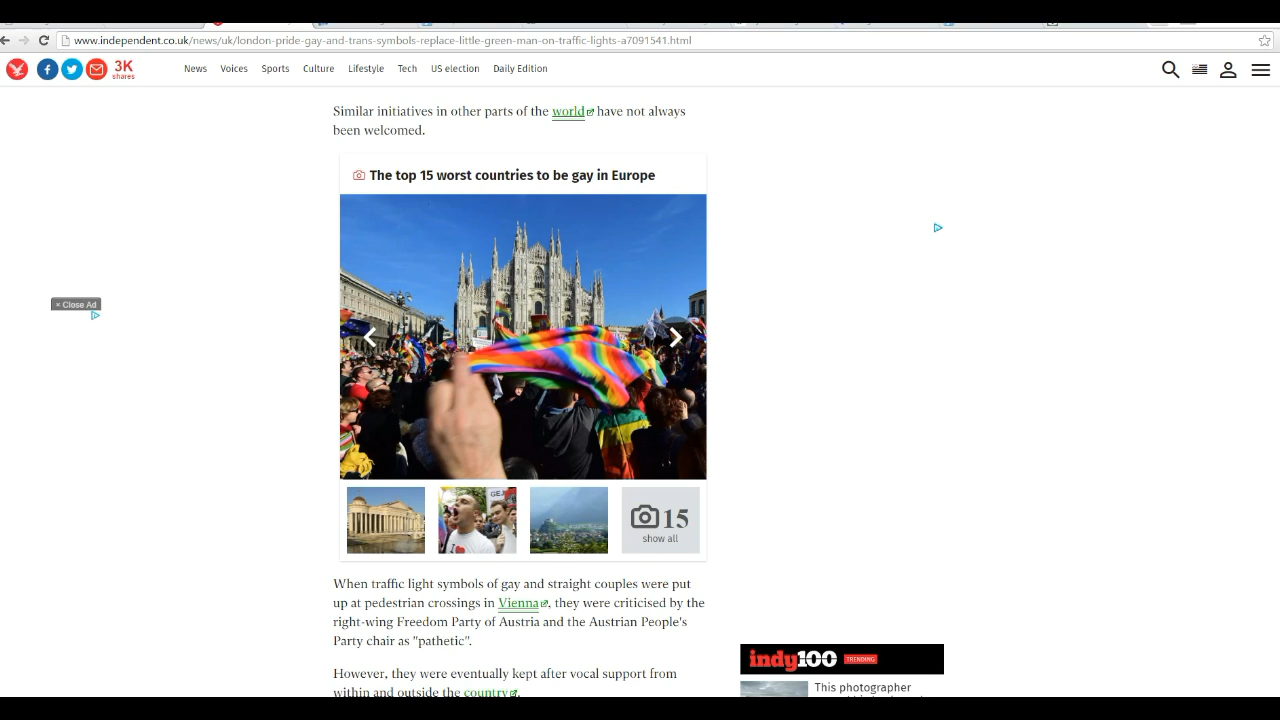 www.independent.co.uk/news/uk/london-pride-gay-and-trans-symbols-replace-little-green-man-on-traffic-lights-a7091541.html
3K
shares
News Voices Sports Culture Lifestyle Tech US election Daily Edition
Similar initiatives in other parts of the world have not always
been welcomed.
The top 15 worst countries to be gay in Europe
× Close Ad
15
show all
When traffic light symbols of gay and straight couples were put
up at pedestrian crossings in Vienna, they were criticised by the
right-wing Freedom Party of Austria and the Austrian People's
Party chair as "pathetic".
However, they were eventually kept after vocal support from
within and outside the country.
indy100 TRENDING
This photographer